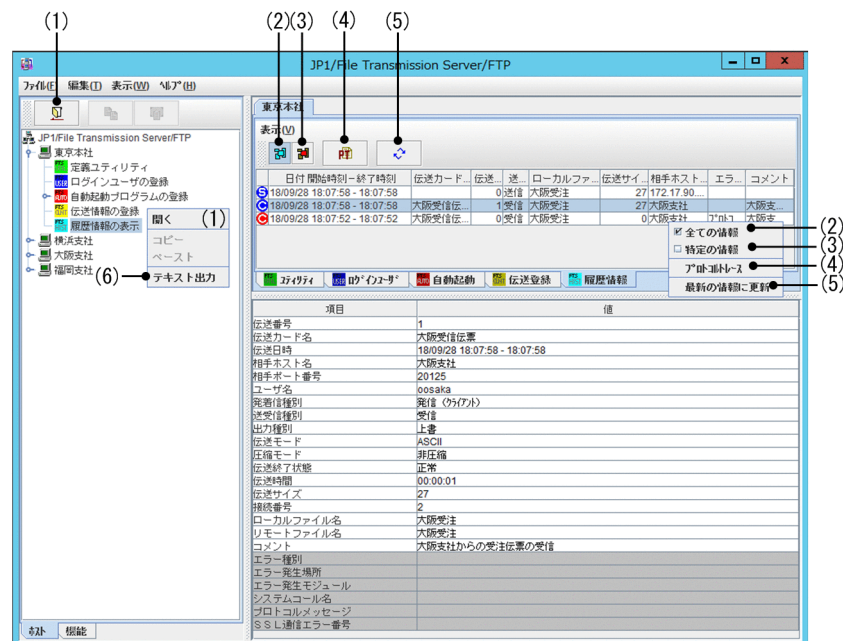 (1) (2)(3) (4) (5)
JP1/File Transmission Server/FTP
ファイル(F) 編集(T) 表示(W) ヘルプ(H)
JP1/File Transmission Server/FTP
東京本社
定義ユティリティ
ログインユーザの登録
自動起動プログラムの登録
伝送情報の登録
履歴情報の表示
横浜支社
大阪支社
福岡支社
開く (1)
コピー
ペースト
(6) テキスト出力
ホスト 機能
東京本社
表示(V)
日付 開始時刻-終了時刻 伝送カード... 伝送... 送... ローカルファ... 伝送サイ... 相手ホスト... エラ... コメント
S 18/09/28 18:07:58 - 18:07:58 0 送信 大阪受注 27 172.17.90....
C 18/09/28 18:07:58 - 18:07:58 大阪受信伝... 1 受信 大阪受注 27 大阪支社 大阪支...
C 18/09/28 18:07:52 - 18:07:52 大阪受信伝... 0 受信 大阪受注 0 大阪支社 プロトコ 大阪支...
全ての情報 (2)
特定の情報 (3)
プロトコルトレース (4)
最新の情報に更新 (5)
ユティリティ ログインユーザ 自動起動 伝送登録 履歴情報
項目 値
伝送番号 1
伝送カード名 大阪受信伝票
伝送日時 18/09/28 18:07:58 - 18:07:58
相手ホスト名 大阪支社
相手ポート番号 20125
ユーザ名 oosaka
発着信種別 発信（クライアント）
送受信種別 受信
出力種別 上書
伝送モード ASCII
圧縮モード 非圧縮
伝送終了状態 正常
伝送時間 00:00:01
伝送サイズ 27
接続番号 2
ローカルファイル名 大阪受注
リモートファイル名 大阪受注
コメント 大阪支社からの受注伝票の受信
エラー種別
エラー発生場所
エラー発生モジュール
システムコール名
プロトコルメッセージ
ＳＳＬ通信エラー番号